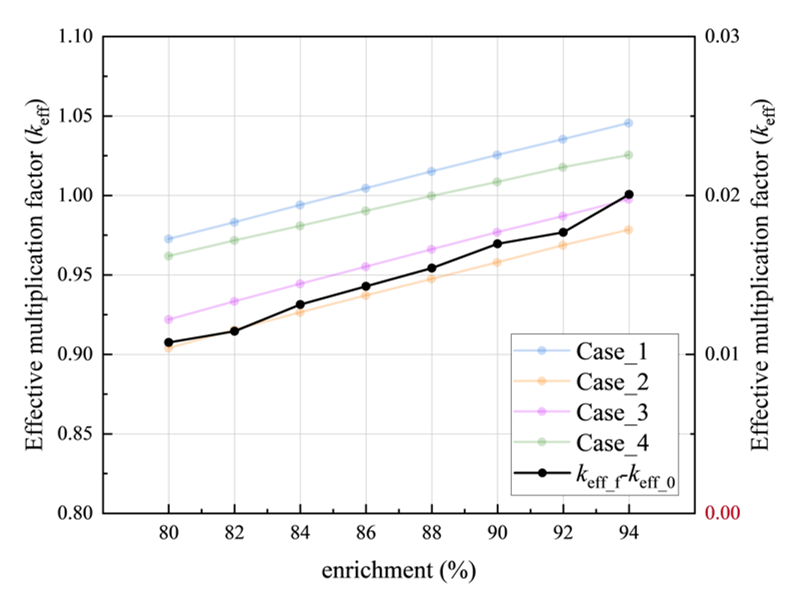 Effective multiplication factor (keff)
1.10
1.05
1.00
0.95
0.90
0.85
0.80
0.03
0.02
0.01
0.00
Effective multiplication factor (keff)
Case_1
Case_2
Case_3
Case_4
keff_f-keff_0
80 82 84 86 88 90 92 94
enrichment (%)